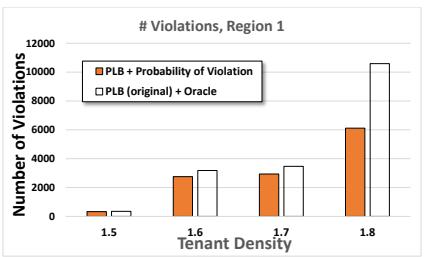 # Violations, Region 1
Number of Violations
12000
10000
8000
6000
4000
2000
0
PLB + Probability of Violation
PLB (original) + Oracle
1.5 1.6 1.7 1.8
Tenant Density